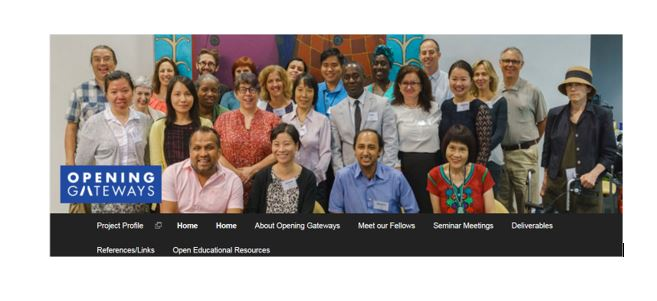 OPENING
GATEWAYS
Project Profile Home Home About Opening Gateways Meet our Fellows Seminar Meetings Deliverables
References/Links Open Educational Resources